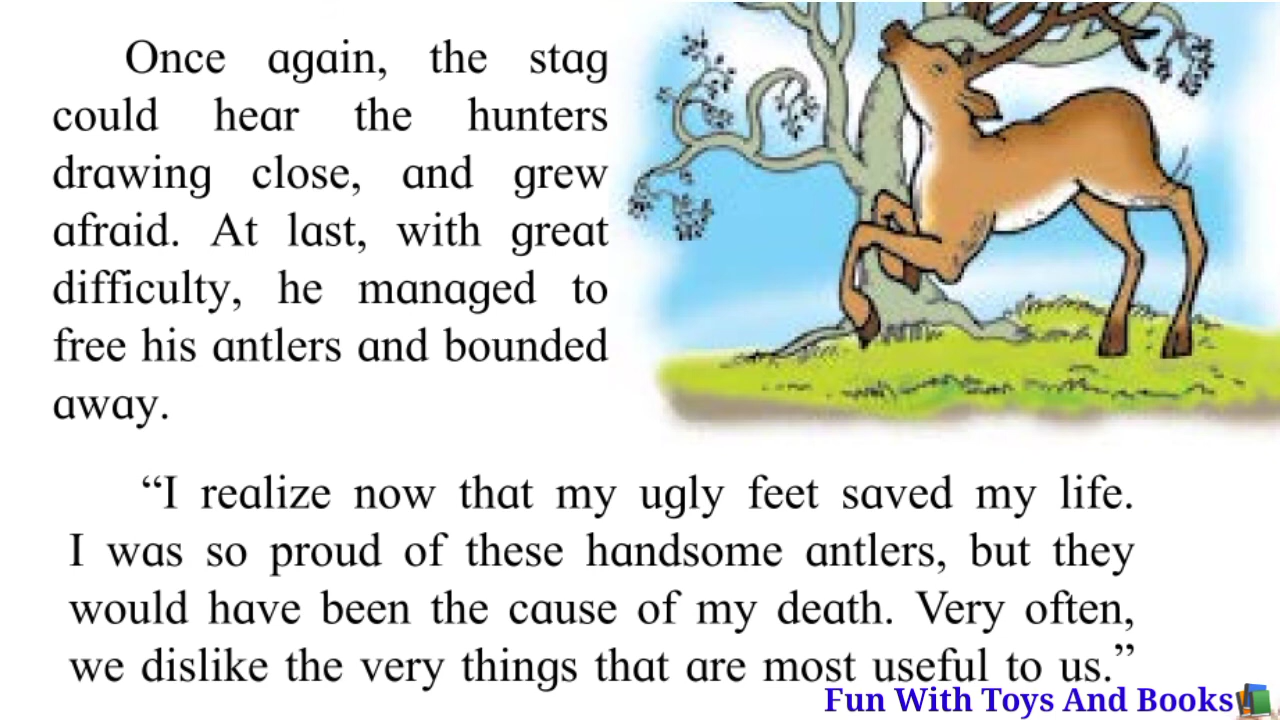 Once again, the stag
could hear the hunters
drawing close, and grew
afraid. At last, with great
difficulty, he managed to
free his antlers and bounded
away.
“I realize now that my ugly feet saved my life.
I was so proud of these handsome antlers, but they
would have been the cause of my death. Very often,
we dislike the very things that are most useful to us.”
Fun With Toys And Books